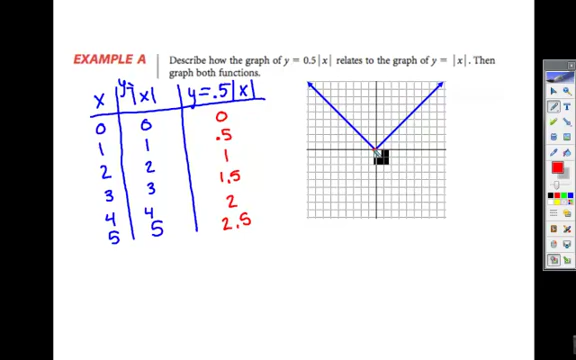 EXAMPLE A Describe how the graph of y = 0.5|x| relates to the graph of y = |x|. Then
graph both functions.
x y=|x| y=.5|x|
0 0 0
1 1 .5
2 2 1
3 3 1,5
4 4 2
5 5 2.5